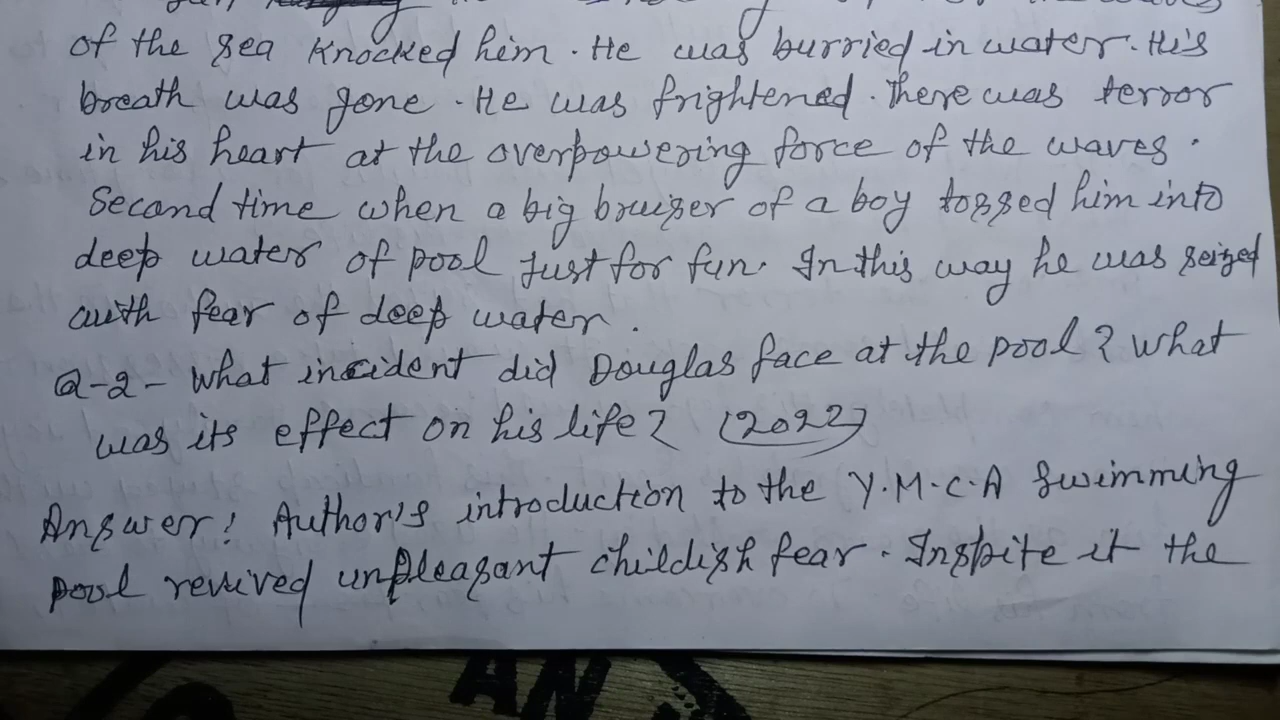 of the sea knocked him. He was burried in water. His
breath was gone. He was frightened. There was terror
in his heart at the overpowering force of the waves.
Second time when a big bruiser of a boy tossed him into
deep water of pool just for fun. In this way he was seized
with fear of deep water.
Q-2- What incident did Douglas face at the pool? what
was its effect on his life? (2022)
Answer: Author's introduction to the Y.M.C.A swimming
pool revived unpleasant childish fear. Inspite it the
AN